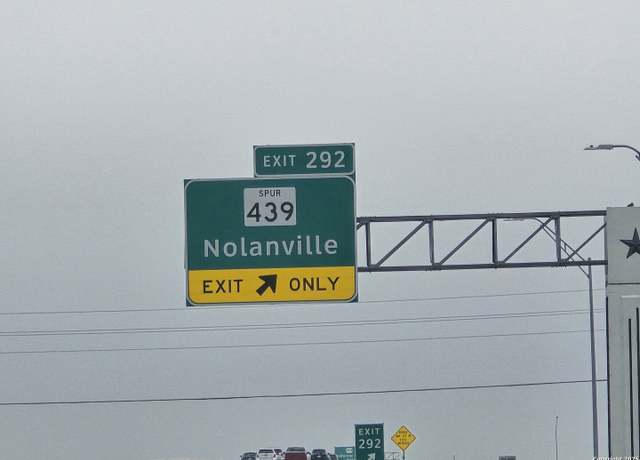 EXIT 292
SPUR
439
Nolanville
EXIT ONLY
EXIT
292